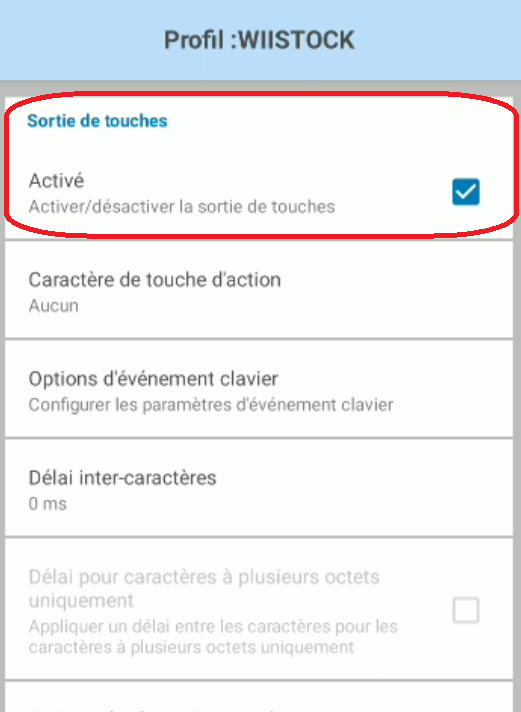 Profil :WIISTOCK
Sortie de touches
Activé
Activer/désactiver la sortie de touches
Caractère de touche d'action
Aucun
Options d'événement clavier
Configurer les paramètres d'événement clavier
Délai inter-caractères
0 ms
Délai pour caractères à plusieurs octets
uniquement
Appliquer un délai entre les caractères pour les
caractères à plusieurs octets uniquement